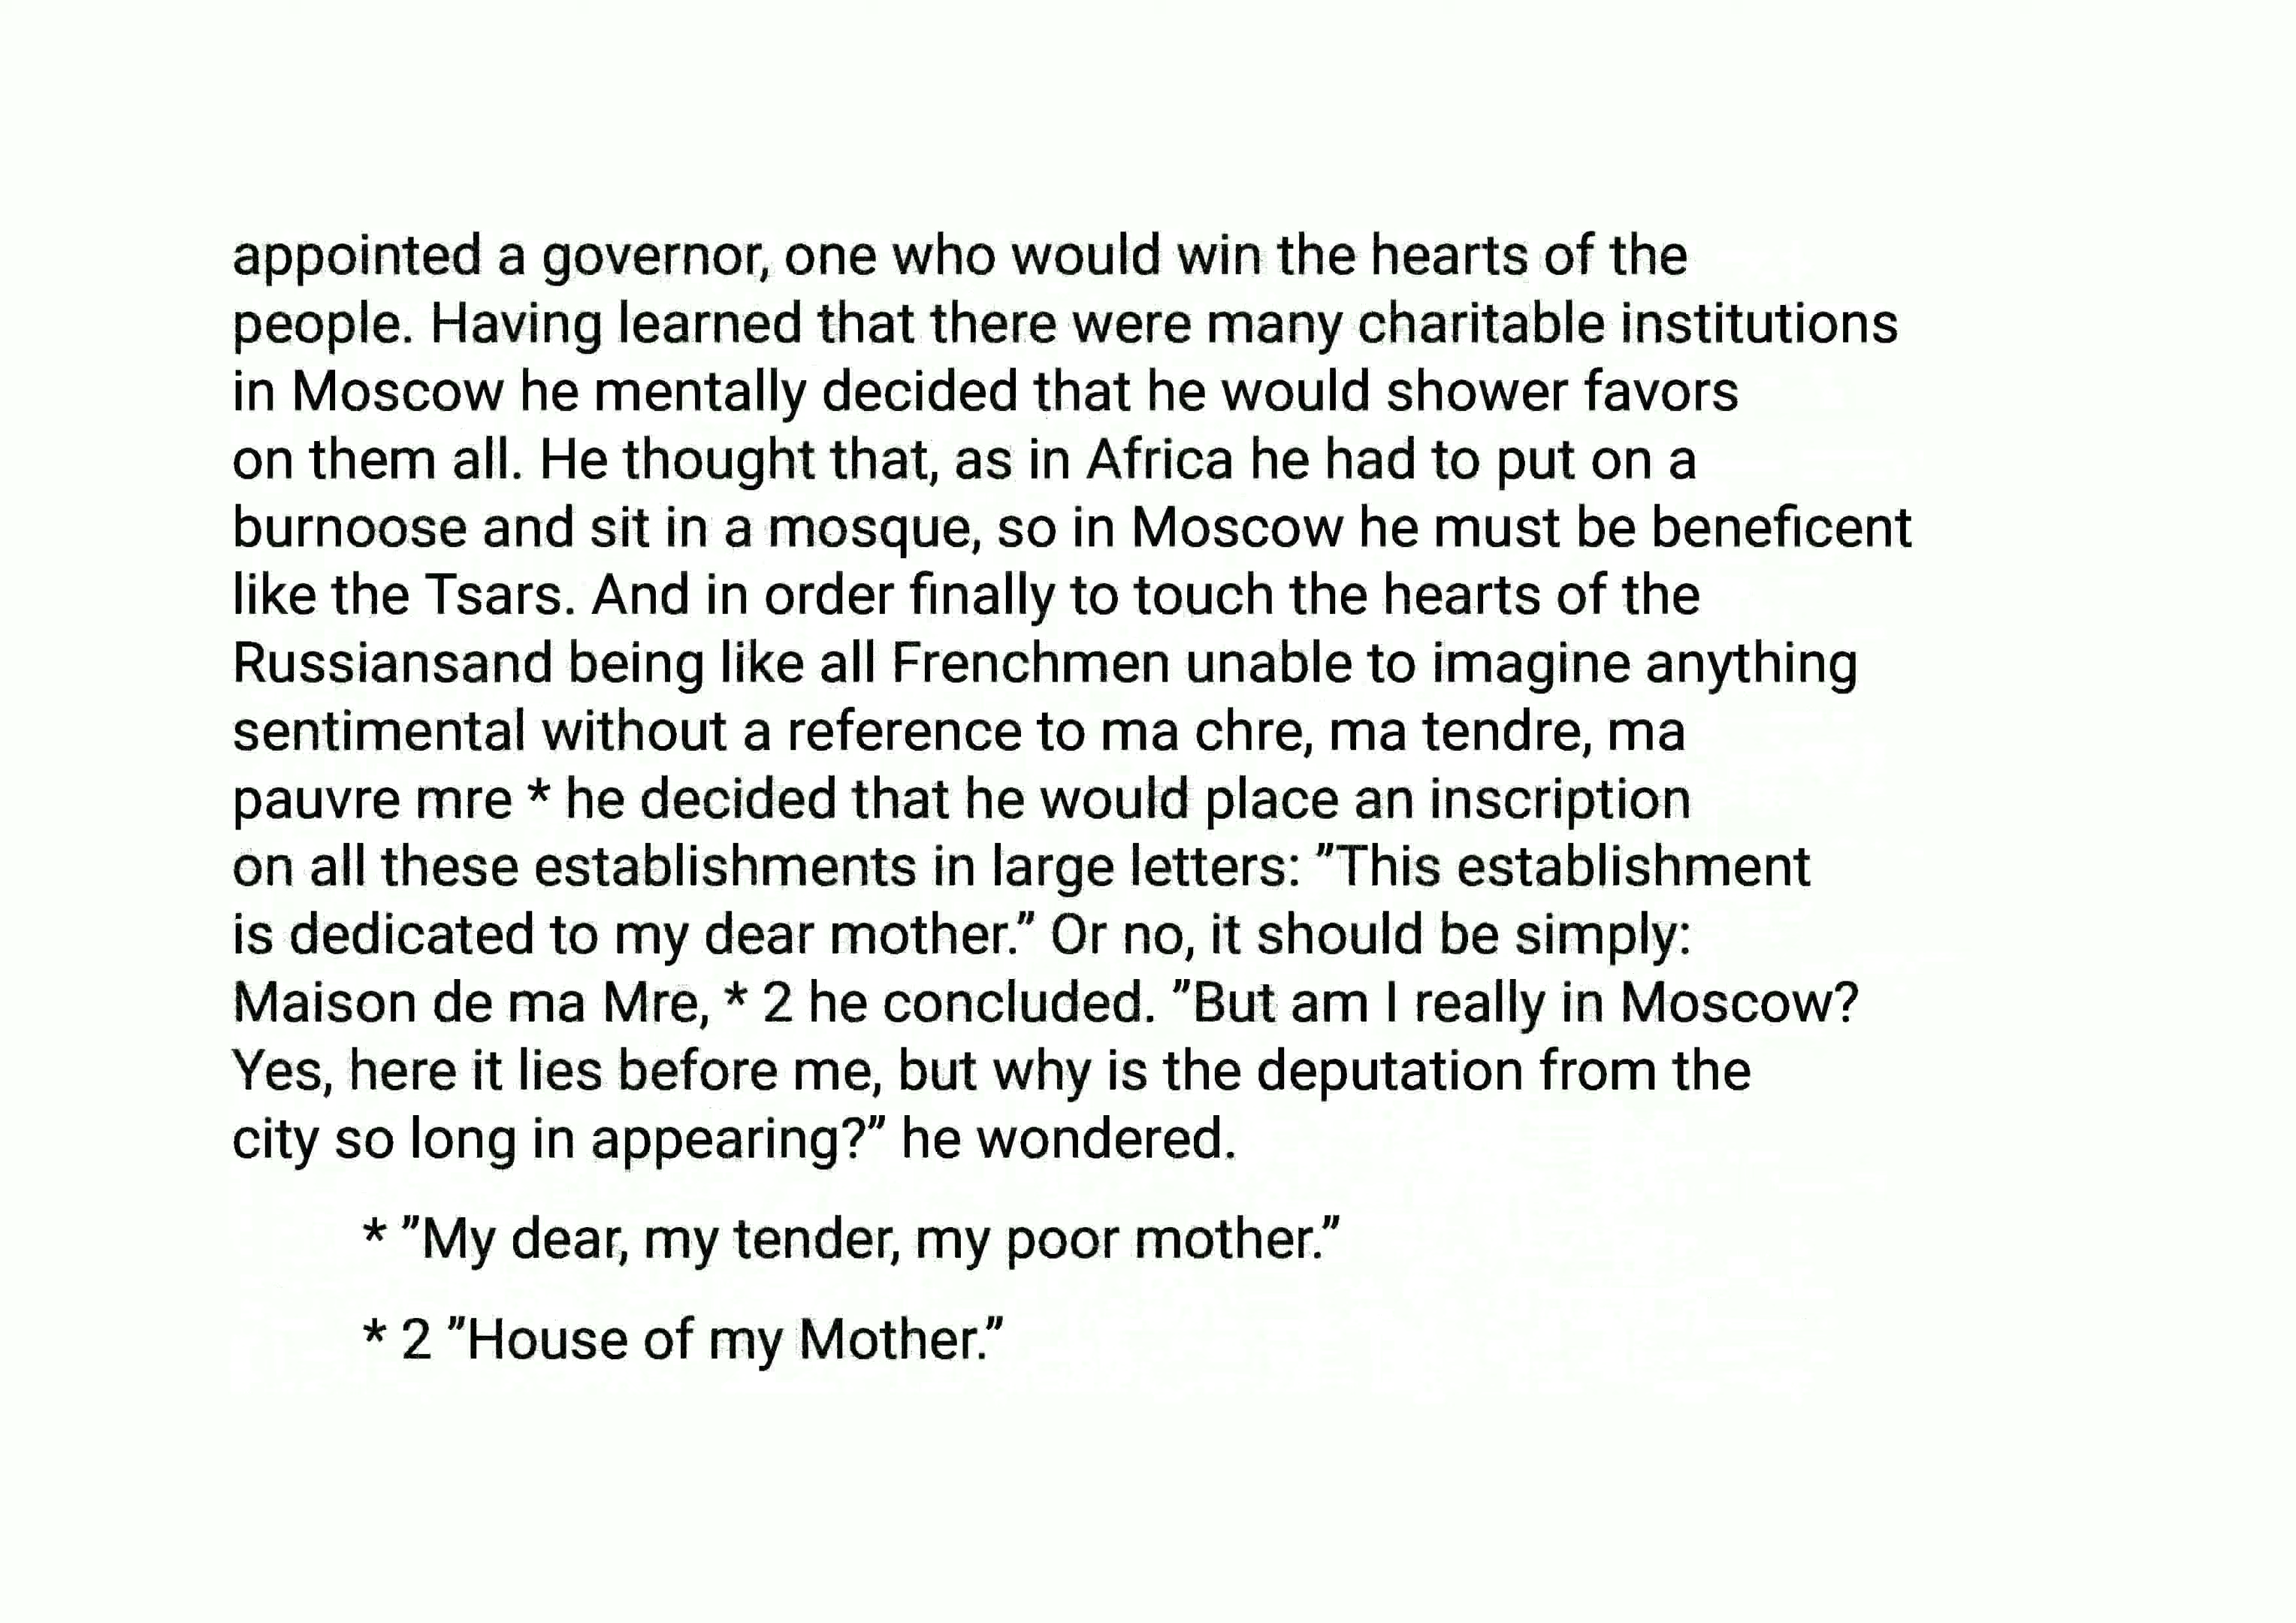 appointed a governor, one who would win the hearts of the
people. Having learned that there were many charitable institutions
in Moscow he mentally decided that he would shower favors
on them all. He thought that, as in Africa he had to put on a
burnoose and sit in a mosque, so in Moscow he must be beneficent
like the Tsars. And in order finally to touch the hearts of the
Russiansand being like all Frenchmen unable to imagine anything
sentimental without a reference to ma chre, ma tendre, ma
pauvre mre * he decided that he would place an inscription
on all these establishments in large letters: ”This establishment
is dedicated to my dear mother.” Or no, it should be simply:
Maison de ma Mre, * 2 he concluded. ”But am I really in Moscow?
Yes, here it lies before me, but why is the deputation from the
city so long in appearing?” he wondered.
* ”My dear, my tender, my poor mother.”
* 2 ”House of my Mother.”